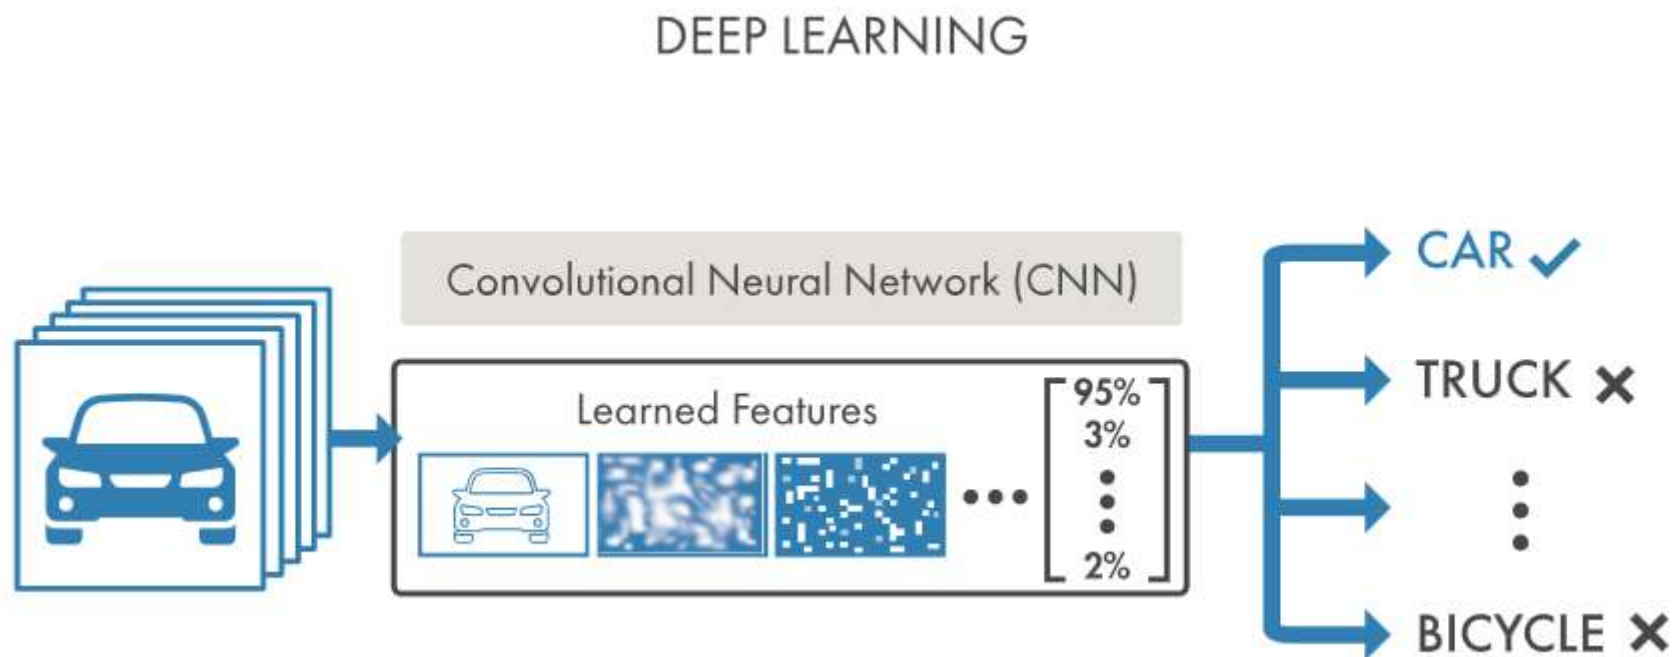 DEEP LEARNING
Convolutional Neural Network (CNN)
Learned Features
95%
3%
2%
CAR
TRUCK
BICYCLE